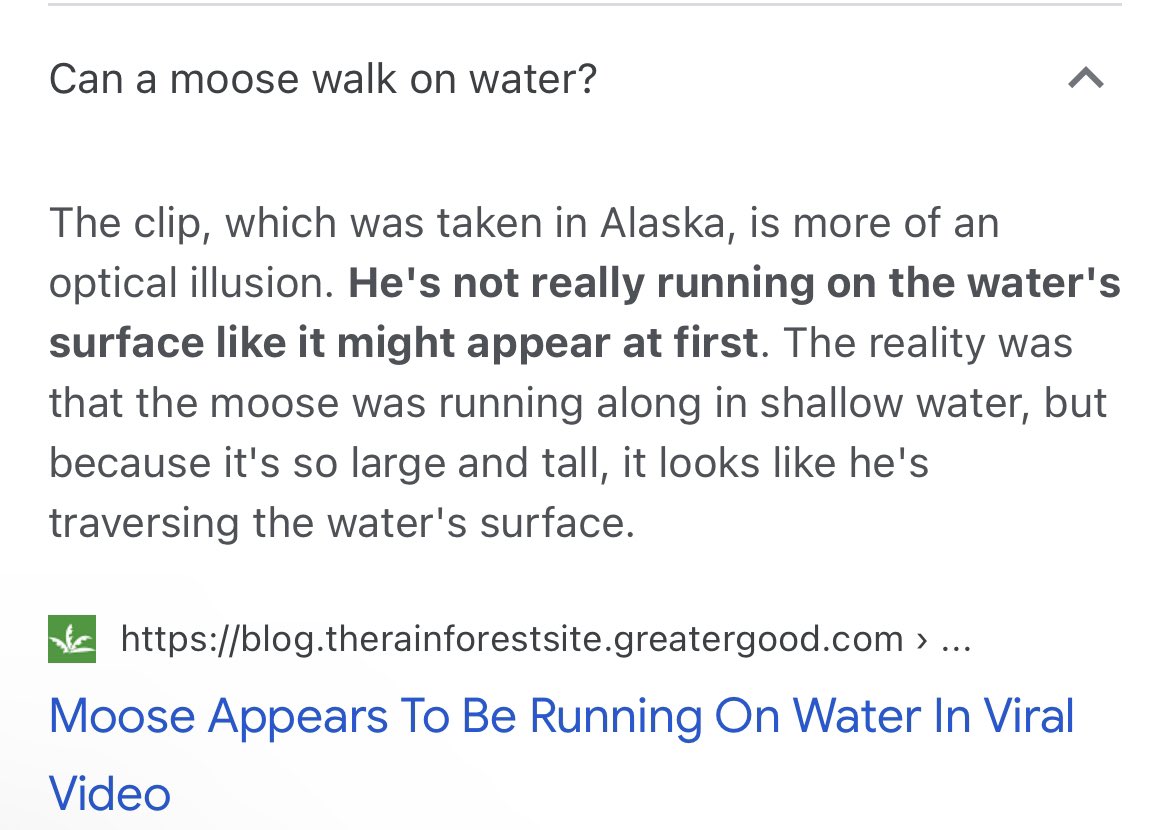 Can a moose walk on water?
The clip, which was taken in Alaska, is more of an
optical illusion. He's not really running on the water's
surface like it might appear at first. The reality was
that the moose was running along in shallow water, but
because it's so large and tall, it looks like he's
traversing the water's surface.
https://blog.therainforestsite.greatergood.com › ...
Moose Appears To Be Running On Water In Viral
Video